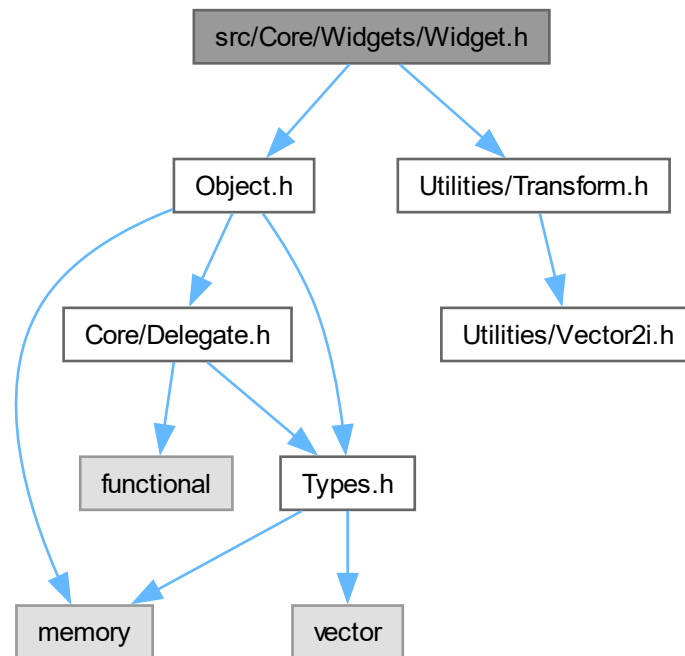 src/Core/Widgets/Widget.h
Object.h
Utilities/Transform.h
Core/Delegate.h
Utilities/Vector2i.h
functional
Types.h
memory
vector